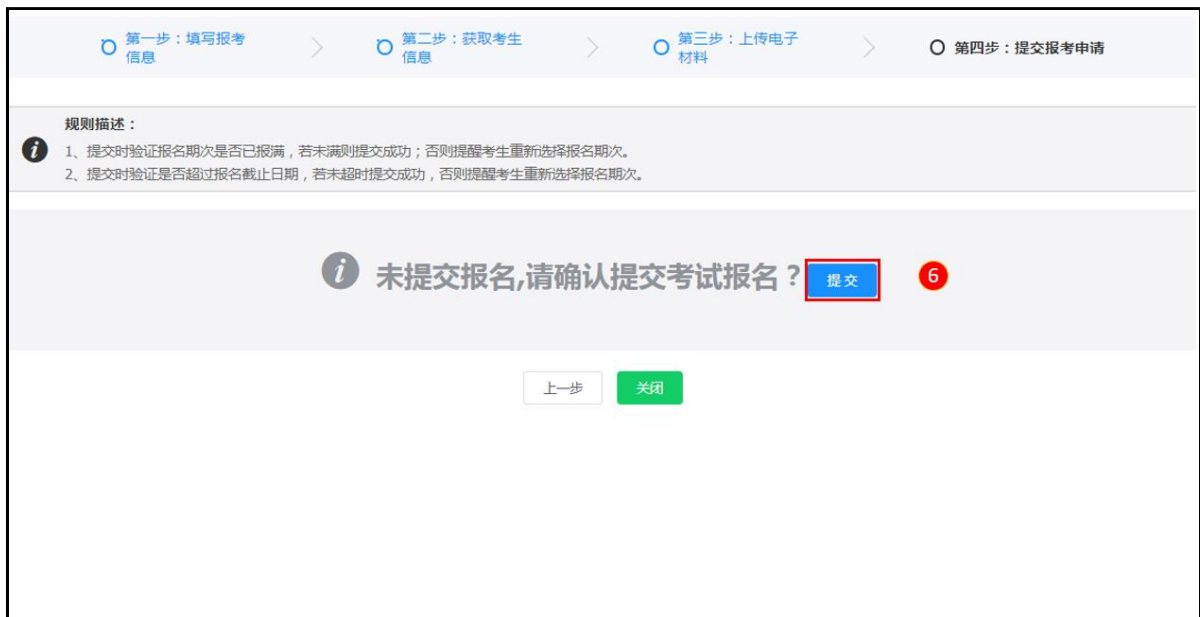 第一步：填写报考
信息
第二步：获取考生
信息
第三步：上传电子
材料
第四步：提交报考申请
规则描述：
1、提交时验证报名期次是否已报满，若未满则提交成功；否则提醒考生重新选择报名期次。
2、提交时验证是否超过报名截止日期，若未超时提交成功，否则提醒考生重新选择报名期次。
未提交报名,请确认提交考试报名？ 提交 6
上一步 关闭